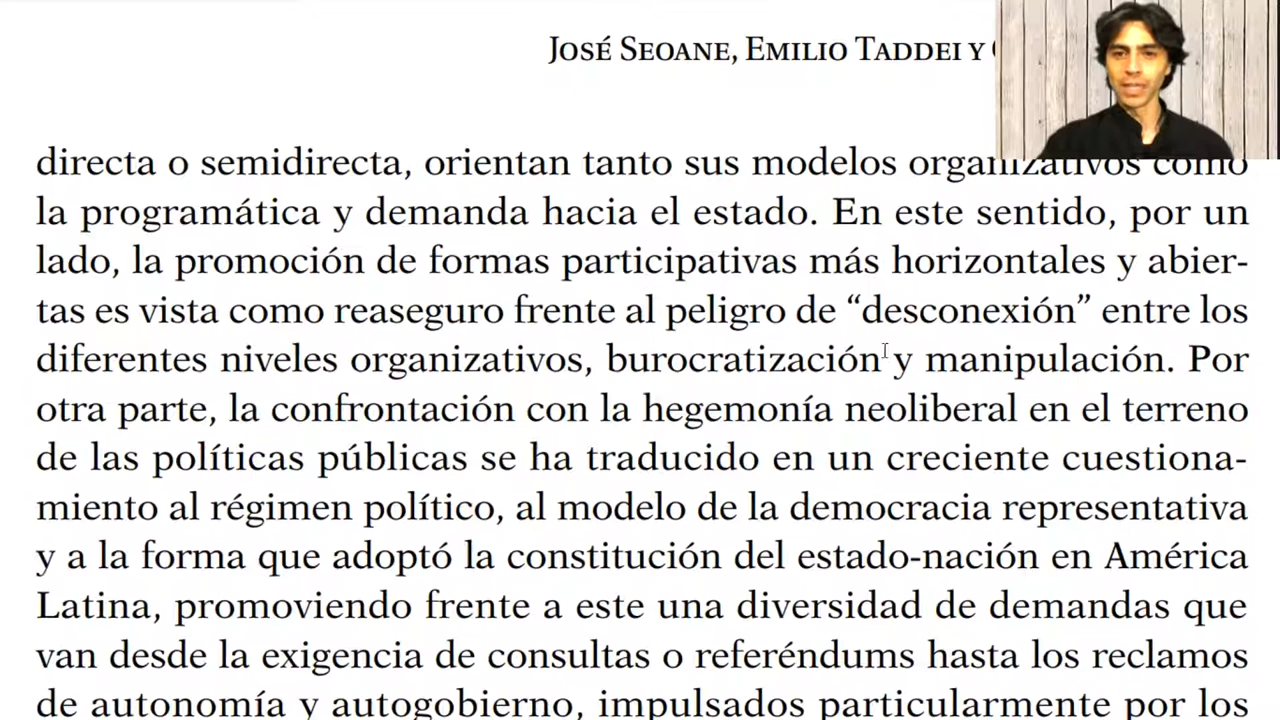 JOSÉ SEOANE, EMILIO TADDEI Y
directa o semidirecta, orientan tanto sus modelos organizativos como
la programática y demanda hacia el estado. En este sentido, por un
lado, la promoción de formas participativas más horizontales y abier-
tas es vista como reaseguro frente al peligro de “desconexión” entre los
diferentes niveles organizativos, burocratización y manipulación. Por
otra parte, la confrontación con la hegemonía neoliberal en el terreno
de las políticas públicas se ha traducido en un creciente cuestiona-
miento al régimen político, al modelo de la democracia representativa
y a la forma que adoptó la constitución del estado-nación en América
Latina, promoviendo frente a este una diversidad de demandas que
van desde la exigencia de consultas o referéndums hasta los reclamos
de autonomía y autogobierno, impulsados particularmente por los